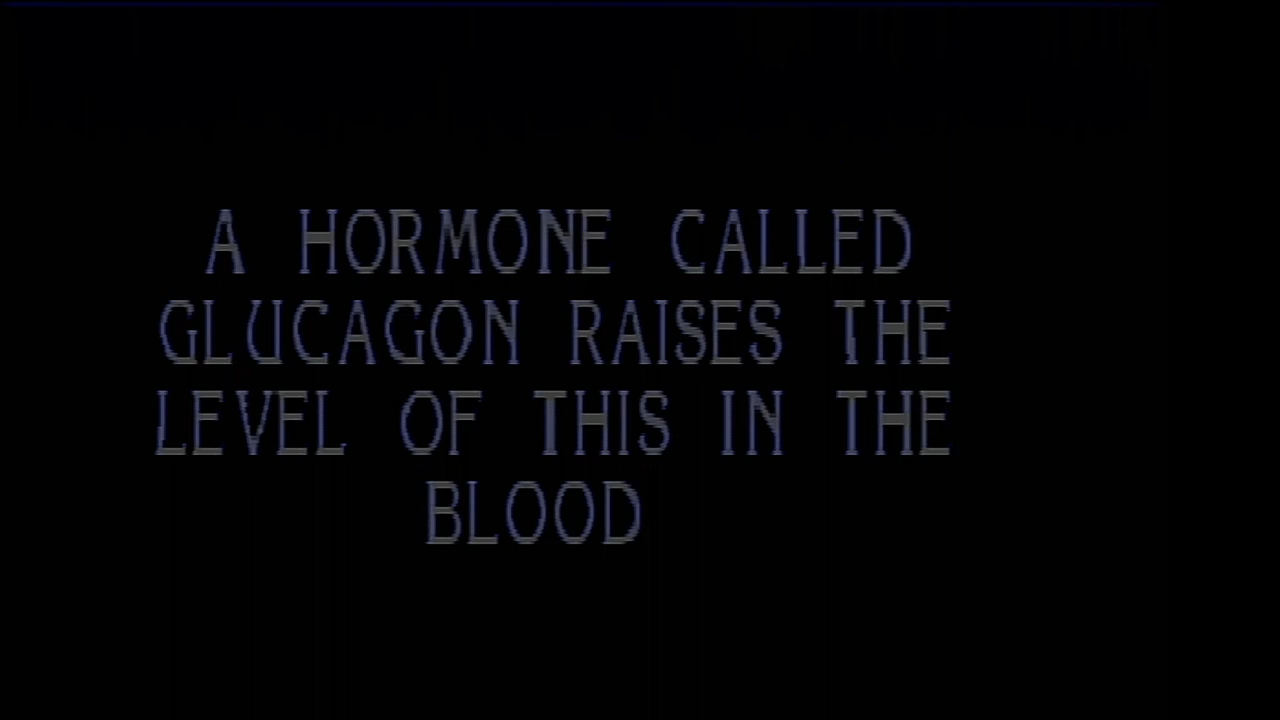 A HORMONE CALLED
GLUCAGON RAISES THE
LEVEL OF THIS IN THE
BLOOD